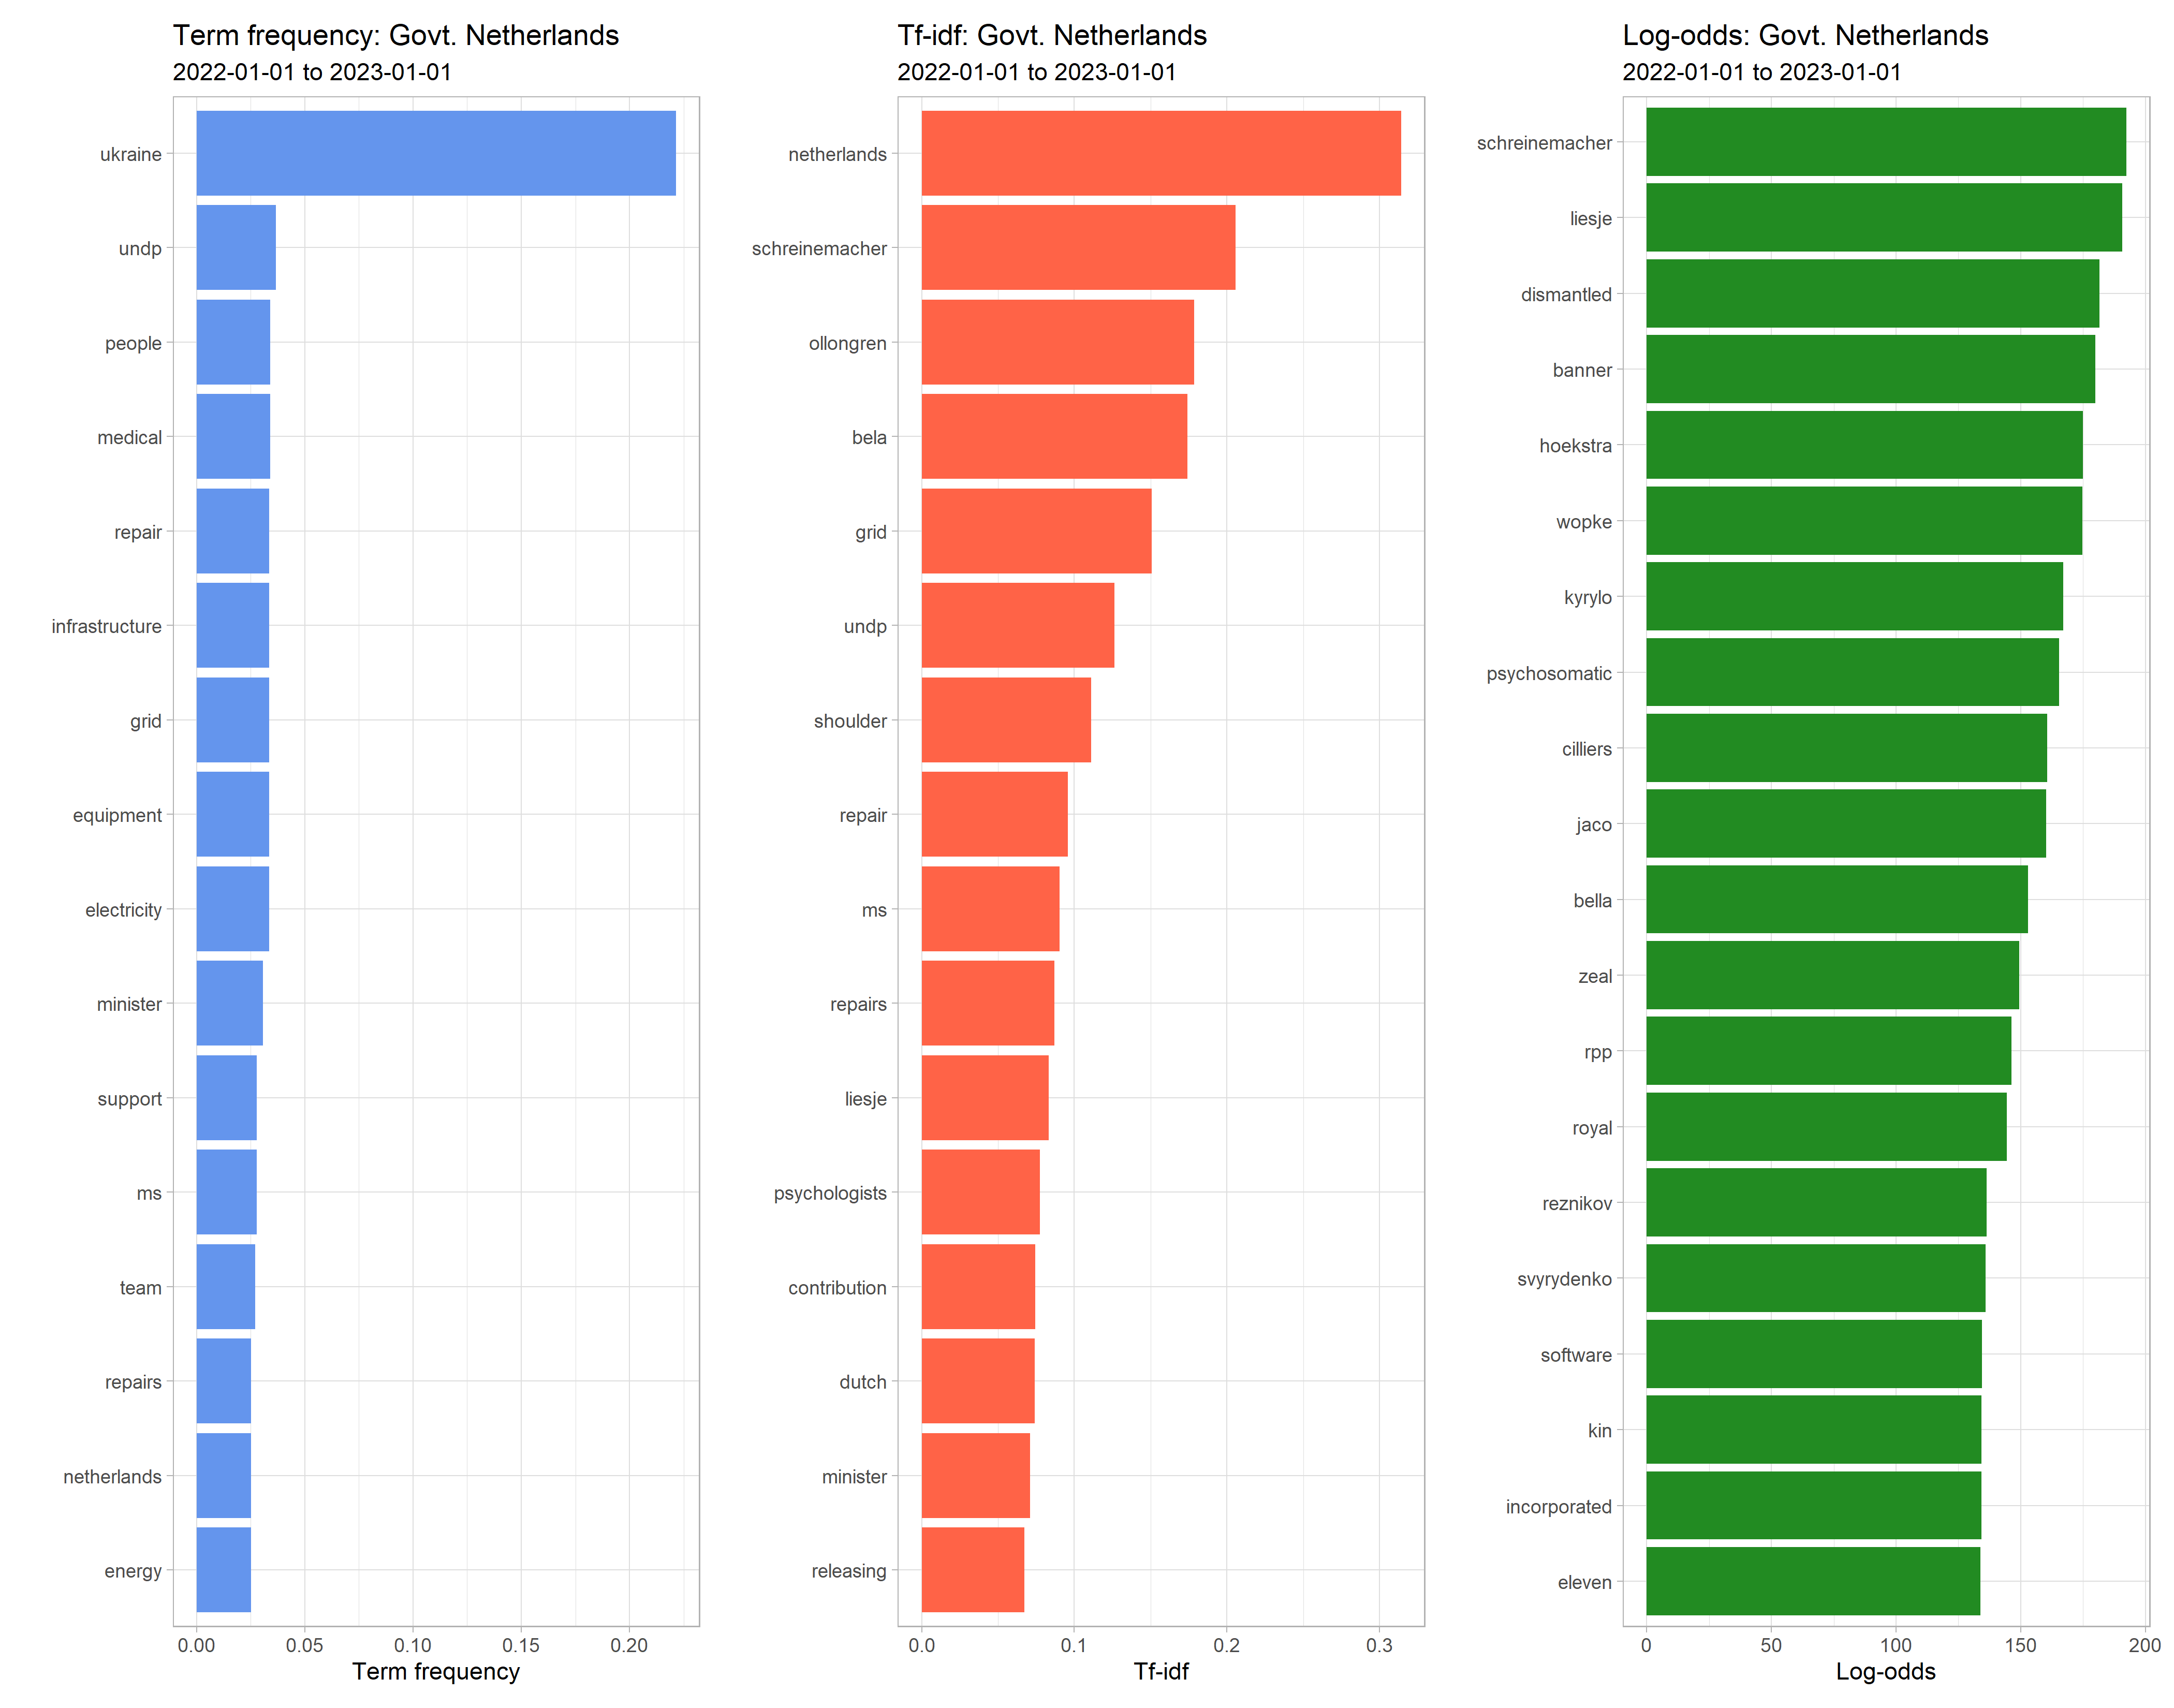 Term frequency: Govt. Netherlands
2022-01-01 to 2023-01-01
ukraine
undp
people
medical
repair
infrastructure
grid
equipment
electricity
minister
support
ms
team
repairs
netherlands
energy
0.00 0.05 0.10 0.15 0.20
Term frequency
Tf-idf: Govt. Netherlands
2022-01-01 to 2023-01-01
netherlands
schreinemacher
ollongren
bela
grid
undp
shoulder
repair
ms
repairs
liesje
psychologists
contribution
dutch
minister
releasing
0.0 0.1 0.2 0.3
Tf-idf
Log-odds: Govt. Netherlands
2022-01-01 to 2023-01-01
schreinemacher
liesje
dismantled
banner
hoekstra
wopke
kyrylo
psychosomatic
cilliers
jaco
bella
zeal
rpp
royal
reznikov
svyrydenko
software
kin
incorporated
eleven
0 50 100 150 200
Log-odds